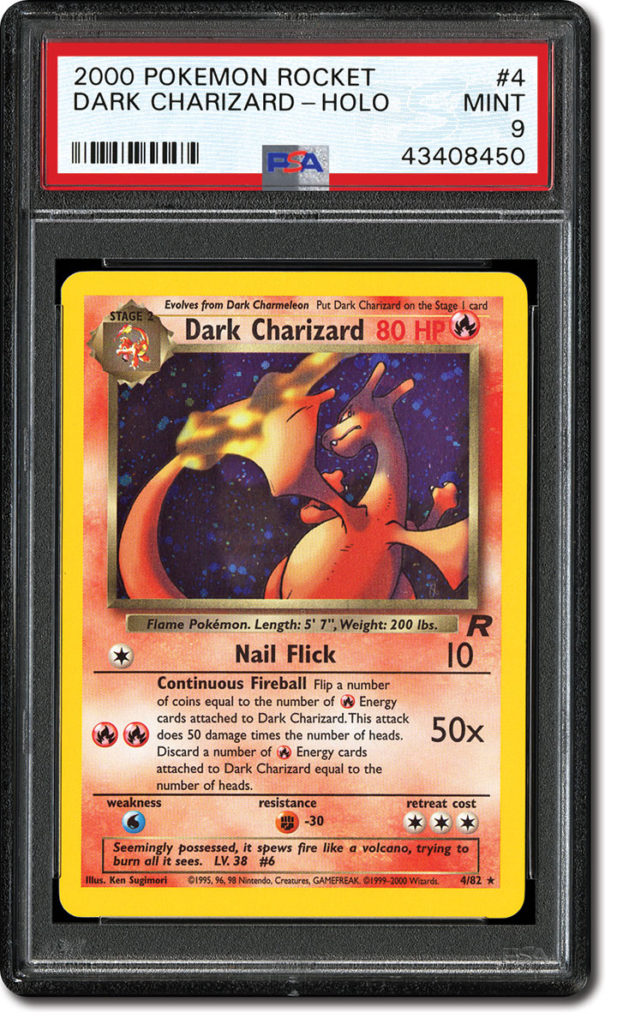 2000 POKEMON ROCKET #4
DARK CHARIZARD – HOLO MINT
9
PSA 43408450
Evolves from Dark Charmeleon Put Dark Charizard on the Stage 1 card
STAGE 2
Dark Charizard 80 HP
Flame Pokémon. Length: 5' 7", Weight: 200 lbs.
R
Nail Flick 10
Continuous Fireball Flip a number
of coins equal to the number of Energy
cards attached to Dark Charizard. This attack
does 50 damage times the number of heads.
Discard a number of Energy cards
attached to Dark Charizard equal to the
number of heads.
50x
weakness resistance retreat cost
-30
Seemingly possessed, it spews fire like a volcano, trying to
burn all it sees. LV. 38 #6
Illus. Ken Sugimori ©1995, 96, 98 Nintendo, Creatures, GAMEFREAK. ©1999-2000 Wizards. 4/82 ★
PSA